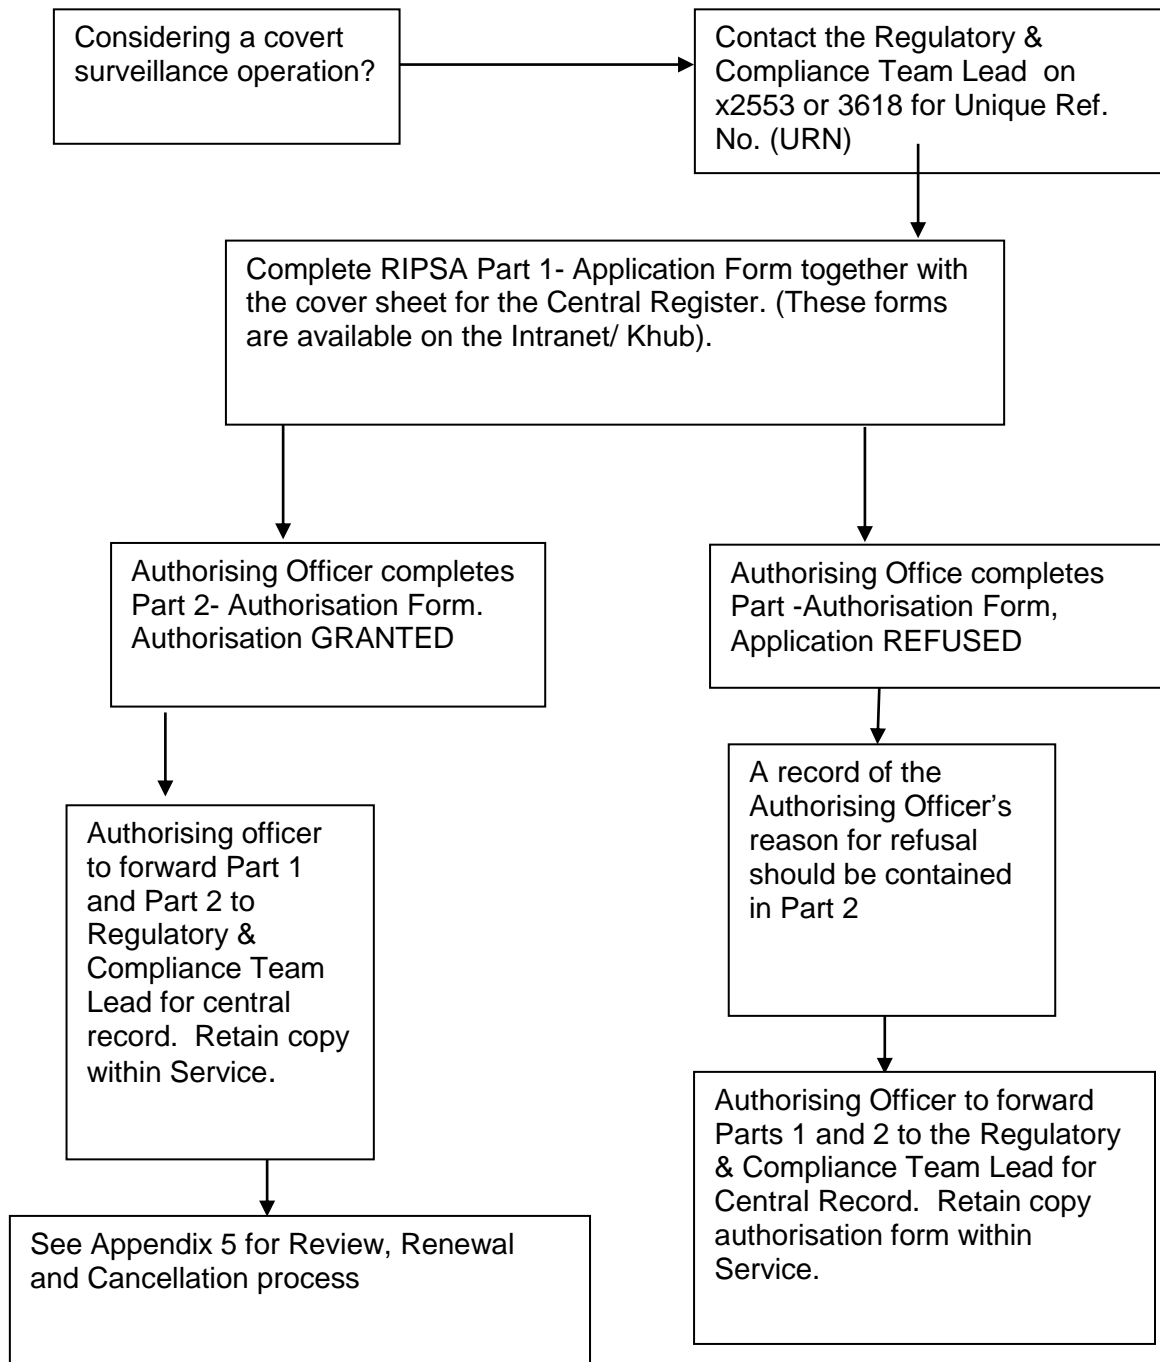 Considering a covert
surveillance operation?
Contact the Regulatory &
Compliance Team Lead on
x2553 or 3618 for Unique Ref.
No. (URN)
Complete RIPSA Part 1- Application Form together with
the cover sheet for the Central Register. (These forms
are available on the Intranet/ Khub).
Authorising Officer completes
Part 2- Authorisation Form.
Authorisation GRANTED
Authorising Office completes
Part -Authorisation Form,
Application REFUSED
A record of the
Authorising Officer’s
reason for refusal
should be contained
in Part 2
Authorising officer
to forward Part 1
and Part 2 to
Regulatory &
Compliance Team
Lead for central
record. Retain copy
within Service.
Authorising Officer to forward
Parts 1 and 2 to the Regulatory
& Compliance Team Lead for
Central Record. Retain copy
authorisation form within
Service.
See Appendix 5 for Review, Renewal
and Cancellation process